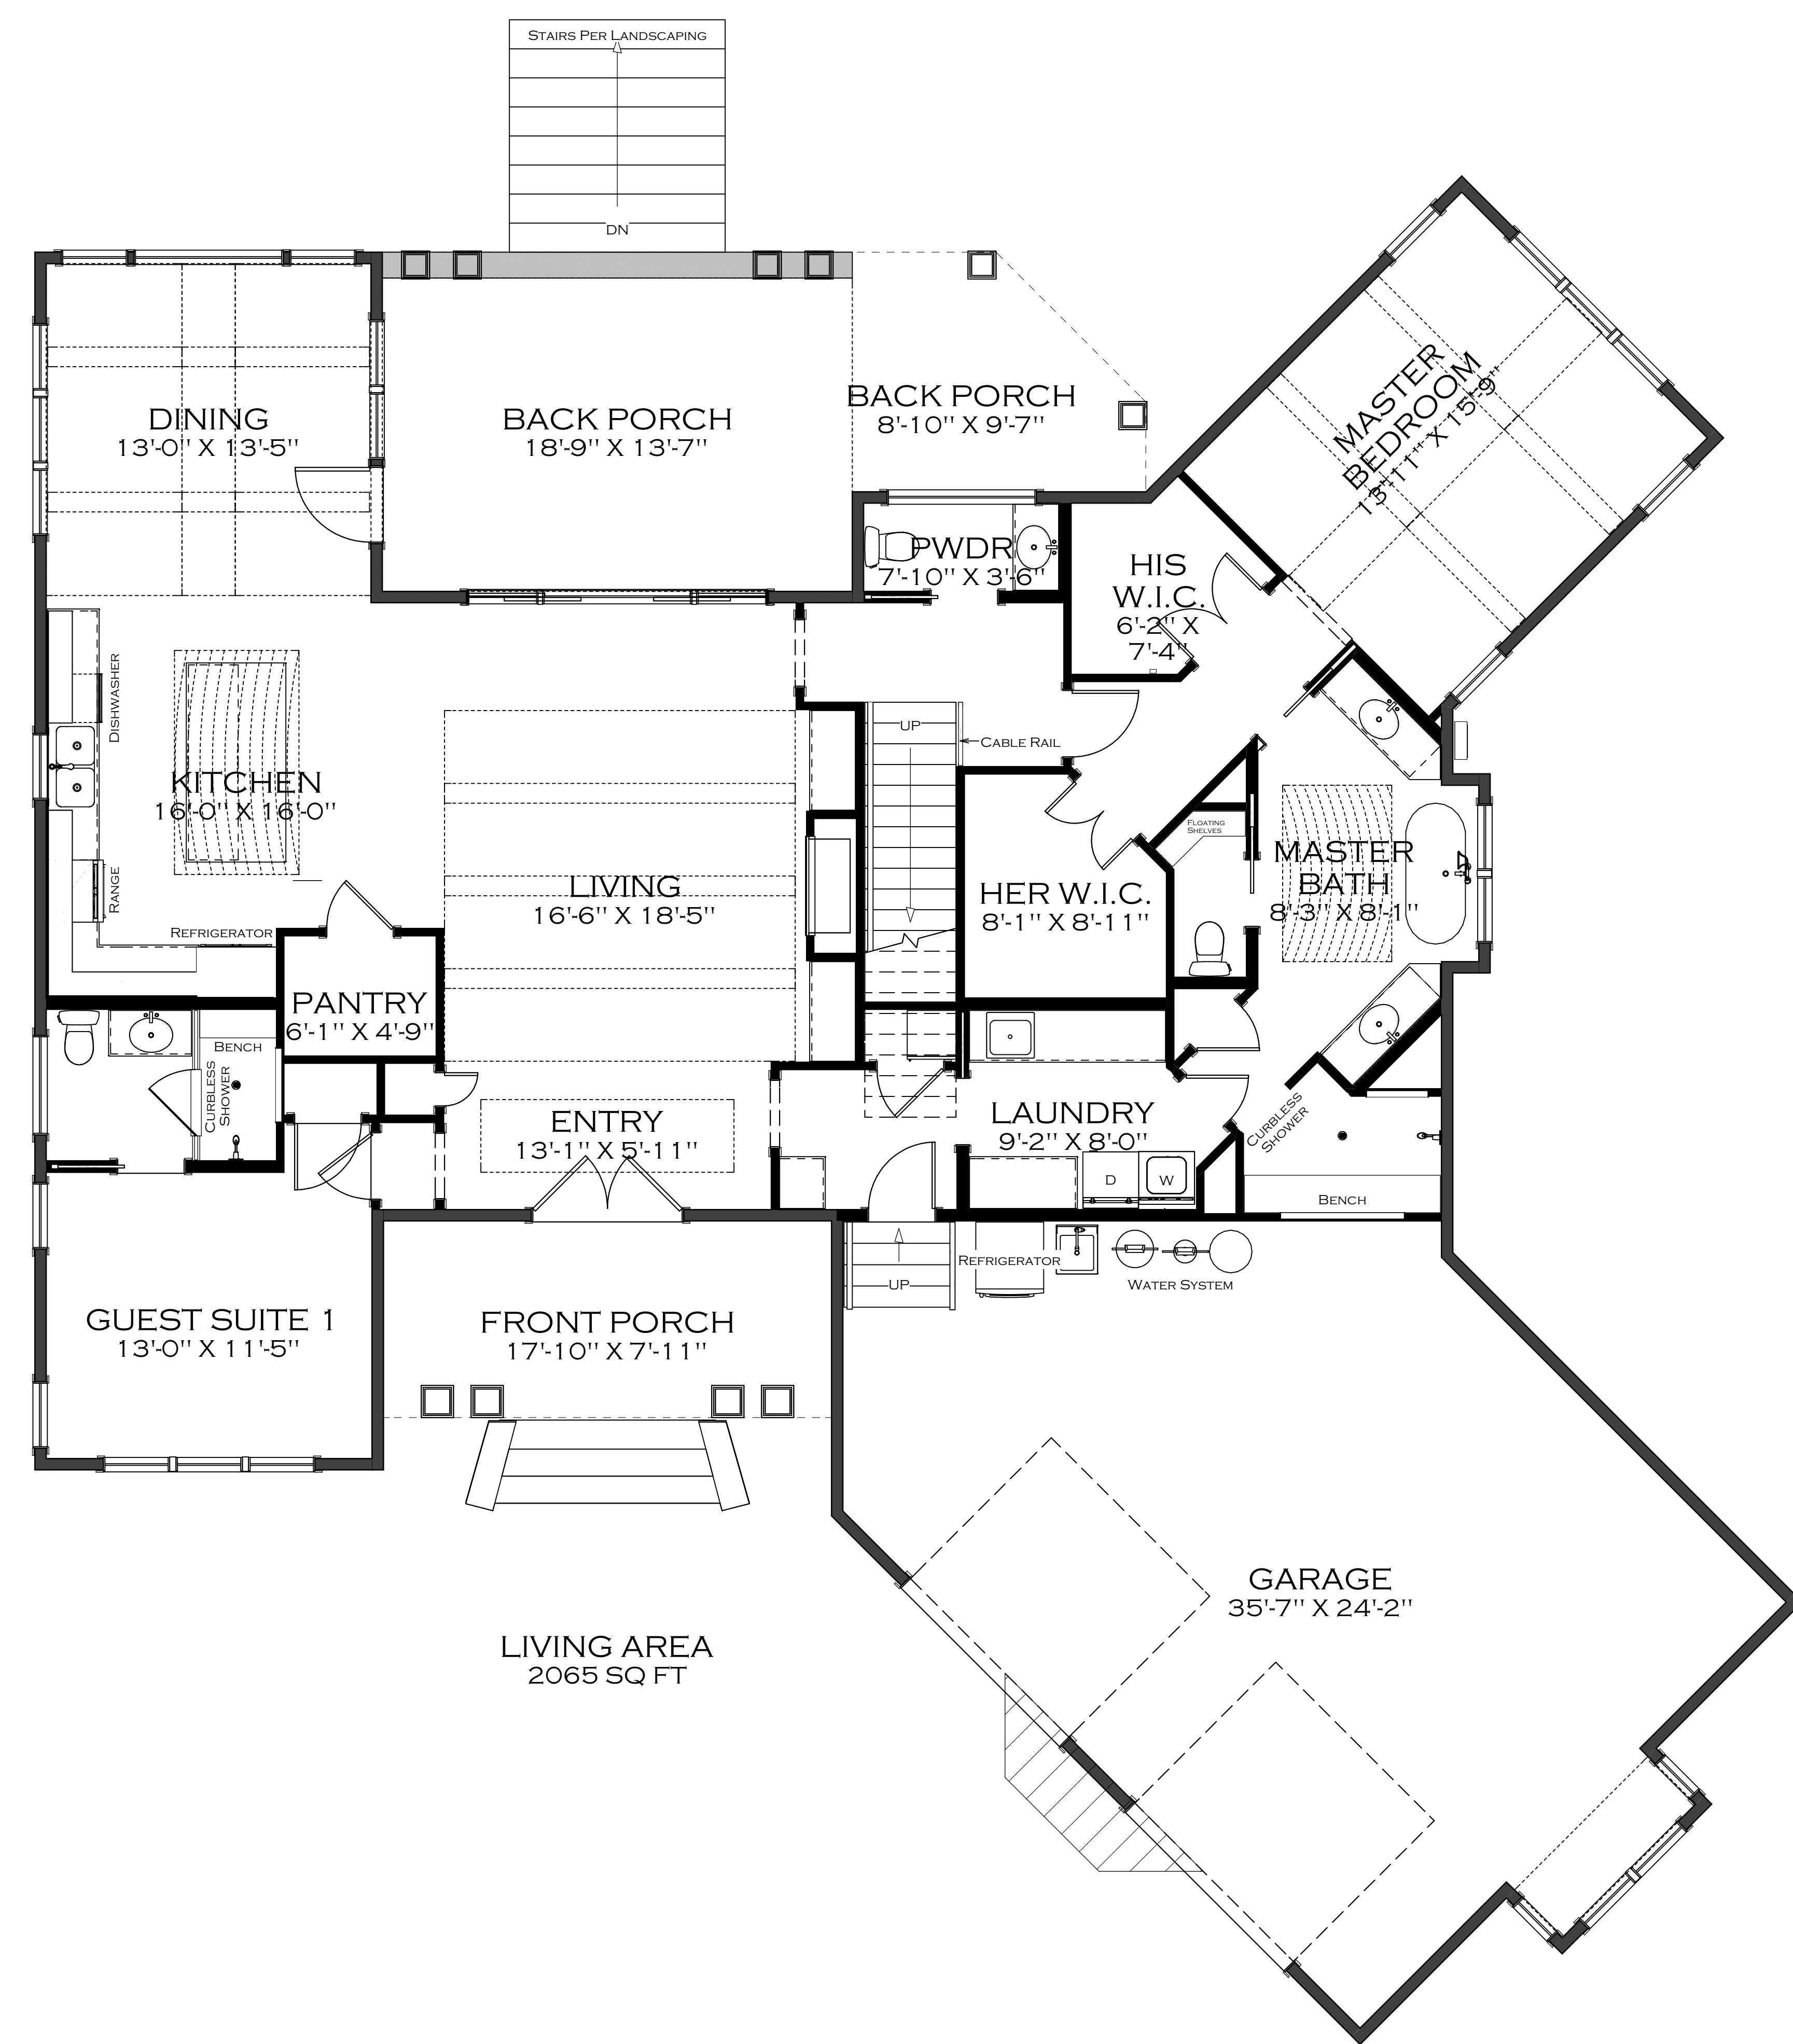 STAIRS PER LANDSCAPING
DN
DINING
13'-0" X 13'-5"
BACK PORCH
18'-9" X 13'-7"
BACK PORCH
8'-10" X 9'-7"
MASTER
BEDROOM
13'-11" X 15'-9"
PWDR
7'-10" X 3'-6"
HIS
W.I.C.
6'-2" X
7'-4"
DISHWASHER
UP
CABLE RAIL
KITCHEN
16'-0" X 16'-0"
RANGE
REFRIGERATOR
LIVING
16'-6" X 18'-5"
HER W.I.C.
8'-1" X 8'-11"
FLOATING
SHELVES
MASTER
BATH
8'-3" X 8'-1"
PANTRY
6'-1" X 4'-9"
BENCH
CURBLESS
SHOWER
ENTRY
13'-1" X 5'-11"
LAUNDRY
9'-2" X 8'-0"
D
W
CURBLESS
SHOWER
BENCH
UP
REFRIGERATOR
WATER SYSTEM
GUEST SUITE 1
13'-0" X 11'-5"
FRONT PORCH
17'-10" X 7'-11"
GARAGE
35'-7" X 24'-2"
LIVING AREA
2065 SQ FT